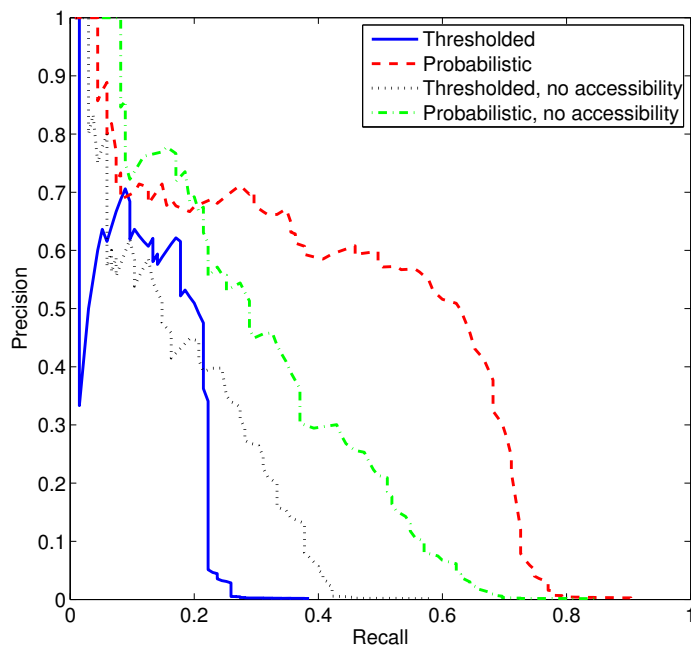 1
0.9
0.8
0.7
0.6
0.5
0.4
0.3
0.2
0.1
0
Precision
Thresholded
Probabilistic
Thresholded, no accessibility
Probabilistic, no accessibility
0 0.2 0.4 0.6 0.8 1
Recall